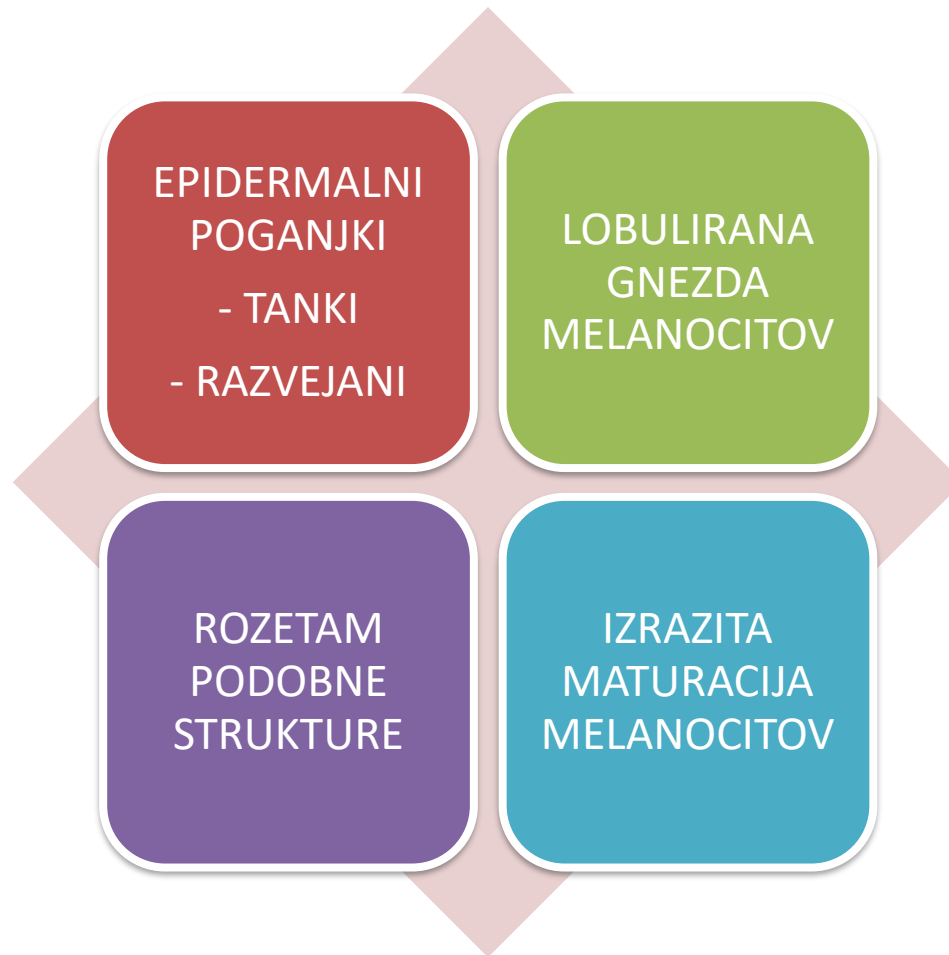 EPIDERMALNI
POGANJKI
- TANKI
- RAZVEJANI
LOBULIRANA
GNEZDA
MELANOCITOV
ROZETAM
PODOBNE
STRUKTURE
IZRAZITA
MATURACIJA
MELANOCITOV